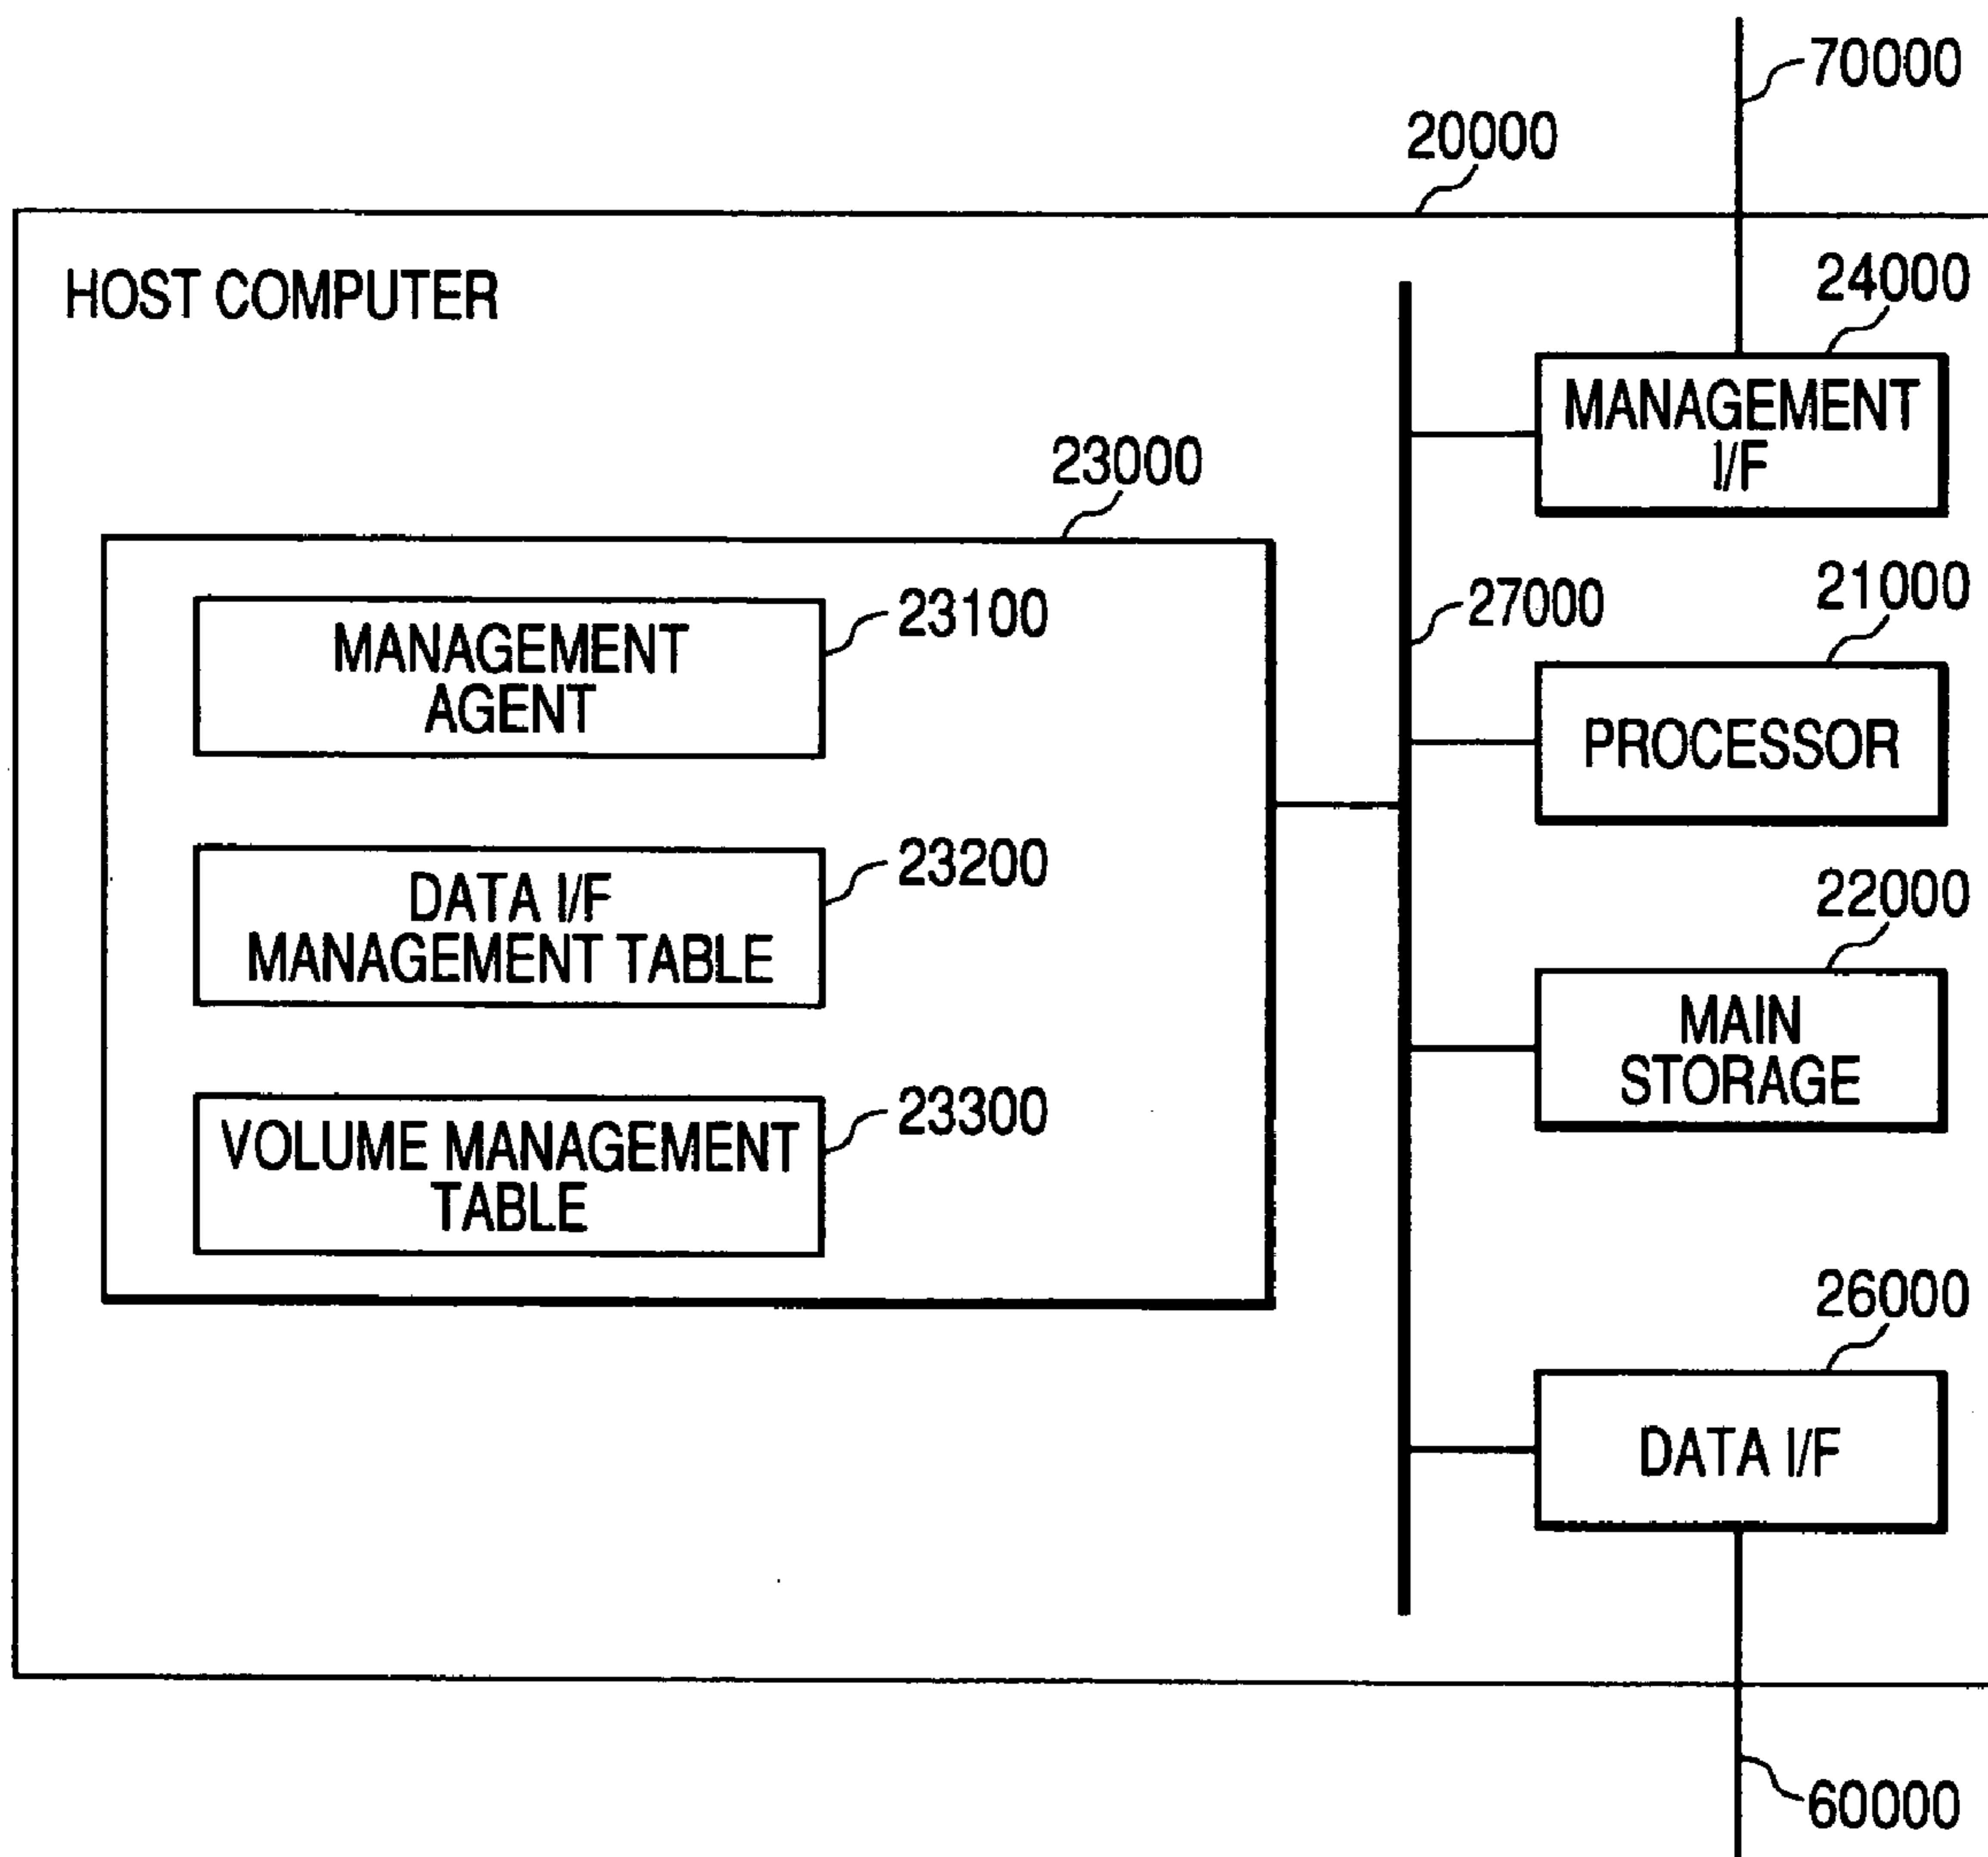 70000
20000
HOST COMPUTER
24000
MANAGEMENT
I/F
23000
27000
21000
PROCESSOR
23100
MANAGEMENT
AGENT
23200
DATA I/F
MANAGEMENT TABLE
22000
MAIN
STORAGE
23300
VOLUME MANAGEMENT
TABLE
26000
DATA I/F
60000